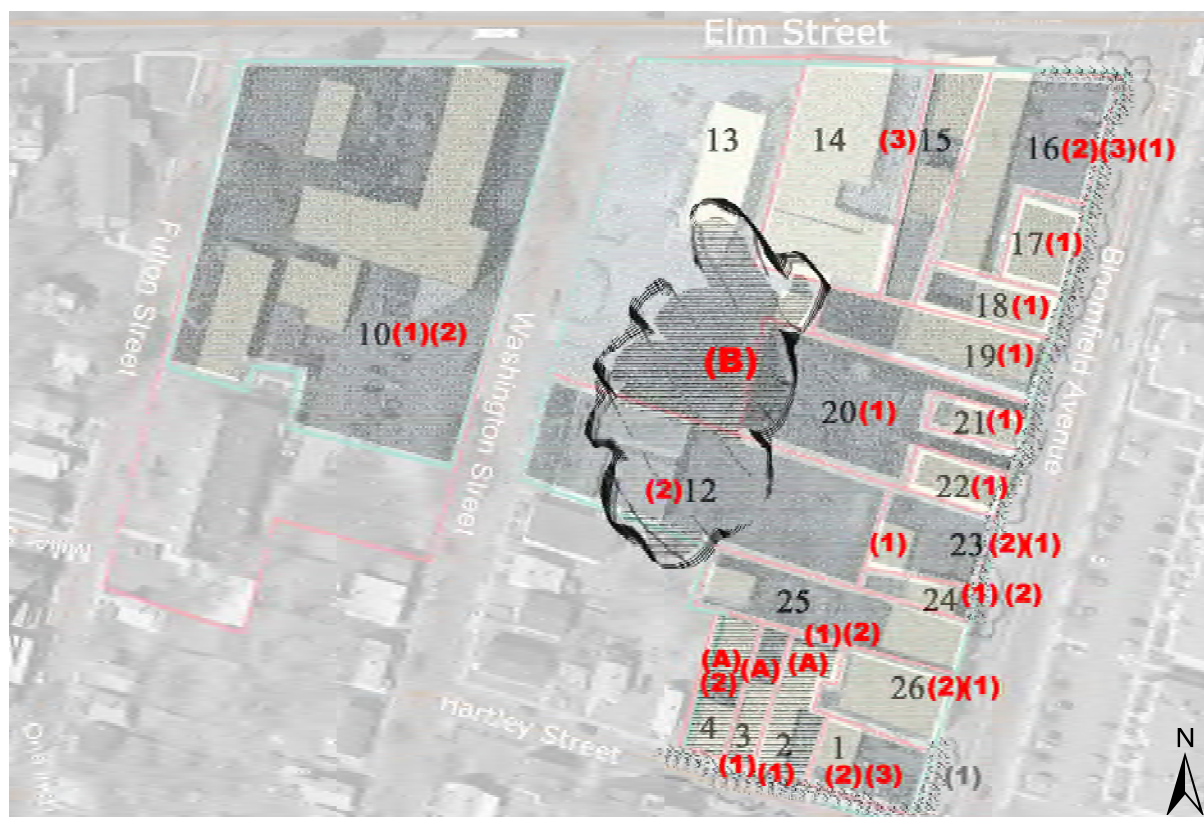 Elm Street
13
14
(3) 15
16 (2)(3)(1)
17 (1)
Fulton Street
Washington Street
Bloomfield Avenue
18 (1)
10 (1)(2)
19 (1)
(B)
20 (1)
21 (1)
22 (1)
(2) 12
(1)
23 (2)(1)
24 (1) (2)
25
(1)(2)
(A)
(2)
(A)
(A)
26 (2)(1)
Hartley Street
4
3
2
1
(1)
(1)
(2)(3)
(1)
N